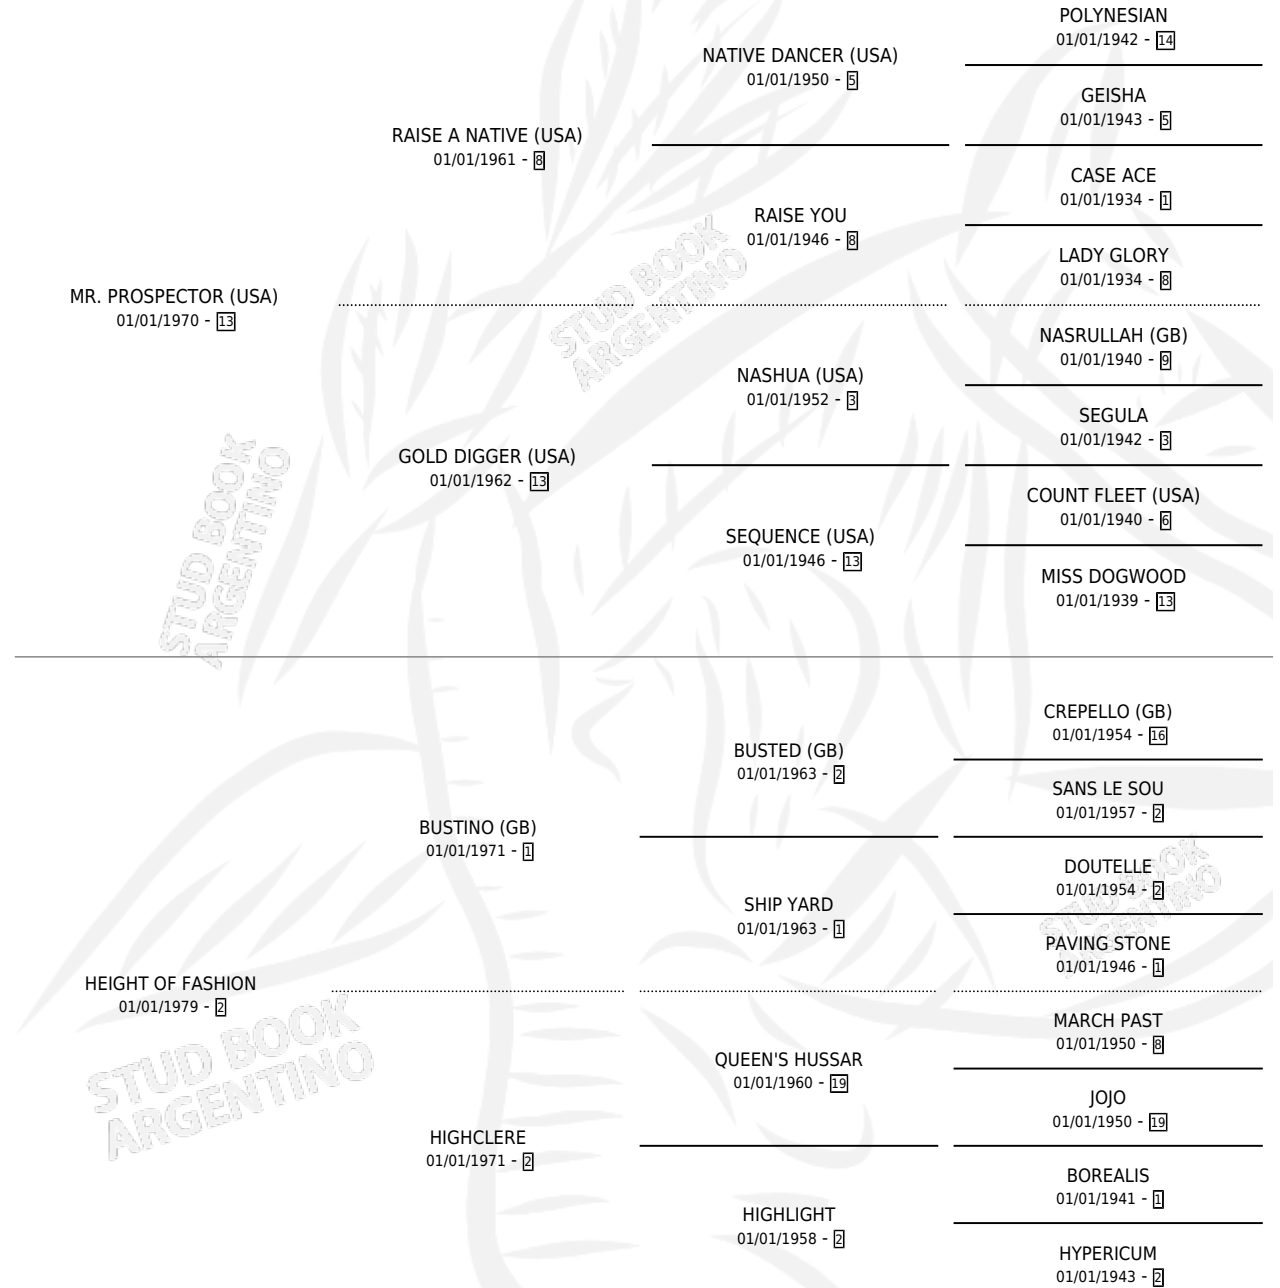 POLYNESIAN
01/01/1942 - 14
NATIVE DANCER (USA)
01/01/1950 - 5
GEISHA
01/01/1943 - 5
RAISE A NATIVE (USA)
01/01/1961 - 8
CASE ACE
01/01/1934 - 1
RAISE YOU
01/01/1946 - 8
LADY GLORY
01/01/1934 - 8
MR. PROSPECTOR (USA)
01/01/1970 - 13
NASRULLAH (GB)
01/01/1940 - 9
NASHUA (USA)
01/01/1952 - 3
SEGULA
01/01/1942 - 3
GOLD DIGGER (USA)
01/01/1962 - 13
COUNT FLEET (USA)
01/01/1940 - 6
SEQUENCE (USA)
01/01/1946 - 13
MISS DOGWOOD
01/01/1939 - 13
STUD BOOK
ARGENTINO
STUD BOOK
ARGENTINO
CREPELLO (GB)
01/01/1954 - 16
BUSTED (GB)
01/01/1963 - 2
SANS LE SOU
01/01/1957 - 2
BUSTINO (GB)
01/01/1971 - 1
DOUTELLE
01/01/1954 - 2
SHIP YARD
01/01/1963 - 1
PAVING STONE
01/01/1946 - 1
STUD BOOK
ARGENTINO
HEIGHT OF FASHION
01/01/1979 - 2
MARCH PAST
01/01/1950 - 8
QUEEN'S HUSSAR
01/01/1960 - 19
JOJO
01/01/1950 - 19
HIGHCLERE
01/01/1971 - 2
BOREALIS
01/01/1941 - 1
HIGHLIGHT
01/01/1958 - 2
HYPERICUM
01/01/1943 - 2
STUD BOOK
ARGENTINO